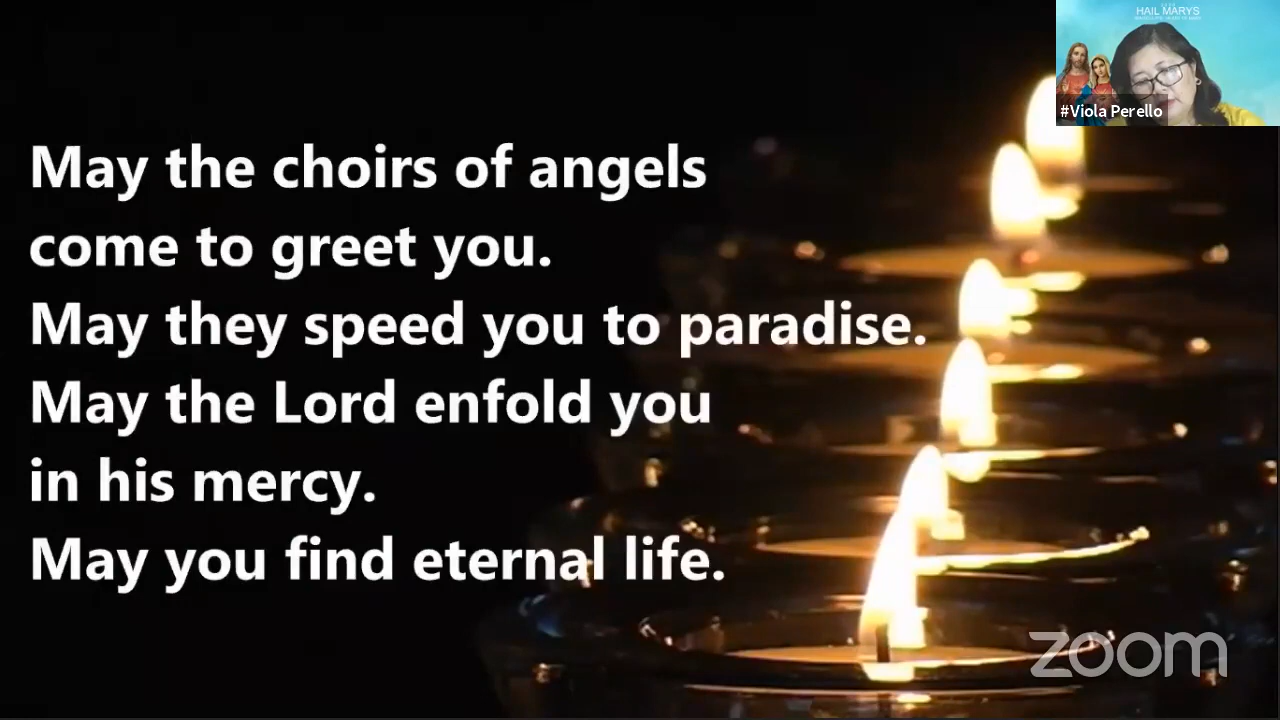 HAIL MARYS
#Viola Perello
May the choirs of angels
come to greet you.
May they speed you to paradise.
May the Lord enfold you
in his mercy.
May you find eternal life.
zoom